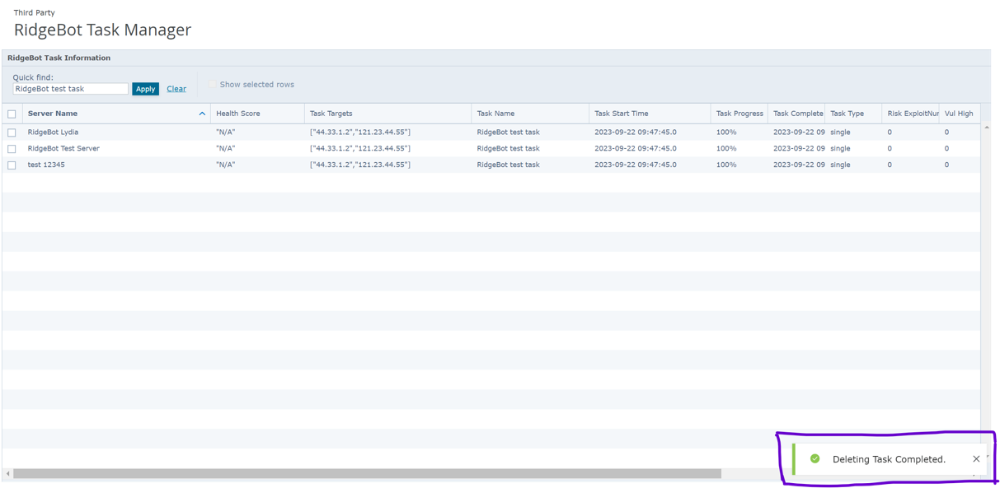 Third Party
RidgeBot Task Manager
RidgeBot Task Information
Quick find:
RidgeBot test task Apply Clear Show selected rows
Server Name Health Score Task Targets Task Name Task Start Time Task Progress Task Complete Task Type Risk ExploitNur Vul High
RidgeBot Lydia "N/A" ["44.33.1.2","121.23.44.55"] RidgeBot test task 2023-09-22 09:47:45.0 100% 2023-09-22 09 single 0 0
RidgeBot Test Server "N/A" ["44.33.1.2","121.23.44.55"] RidgeBot test task 2023-09-22 09:47:45.0 100% 2023-09-22 09 single 0 0
test 12345 "N/A" ["44.33.1.2","121.23.44.55"] RidgeBot test task 2023-09-22 09:47:45.0 100% 2023-09-22 09 single 0 0
Deleting Task Completed.